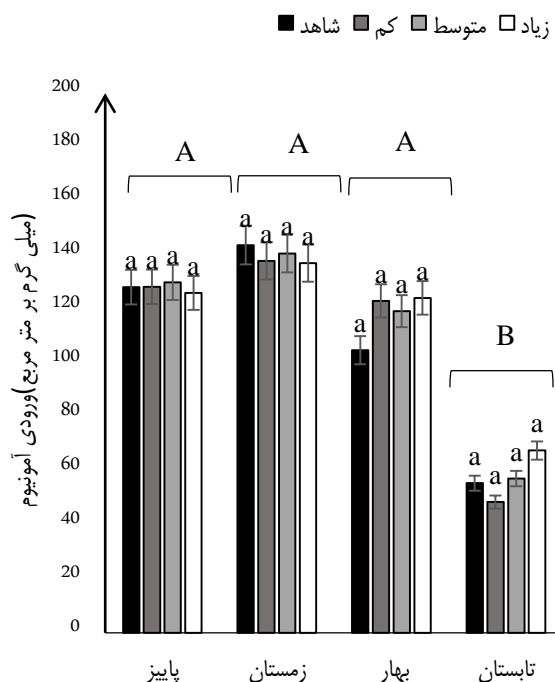 شاهد کم متوسط زیاد
ورودی آمونیوم(میلی گرم بر متر مربع)
200
180
160
140
120
100
80
60
40
20
0
A
A
A
B
a a a a
a a a a
a a a a
a a a a
پاییز زمستان بهار تابستان